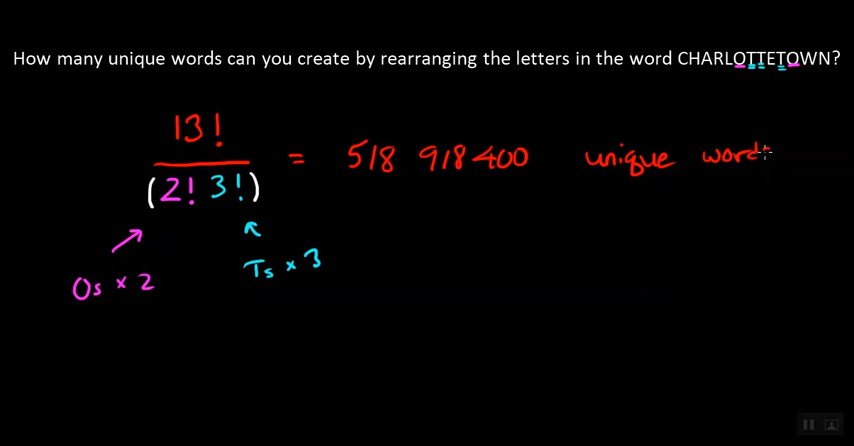 How many unique words can you create by rearranging the letters in the word CHARLOTTETOWN?
13!
(2! 3!)
= 518 918 400 unique words
Os × 2
Ts × 3